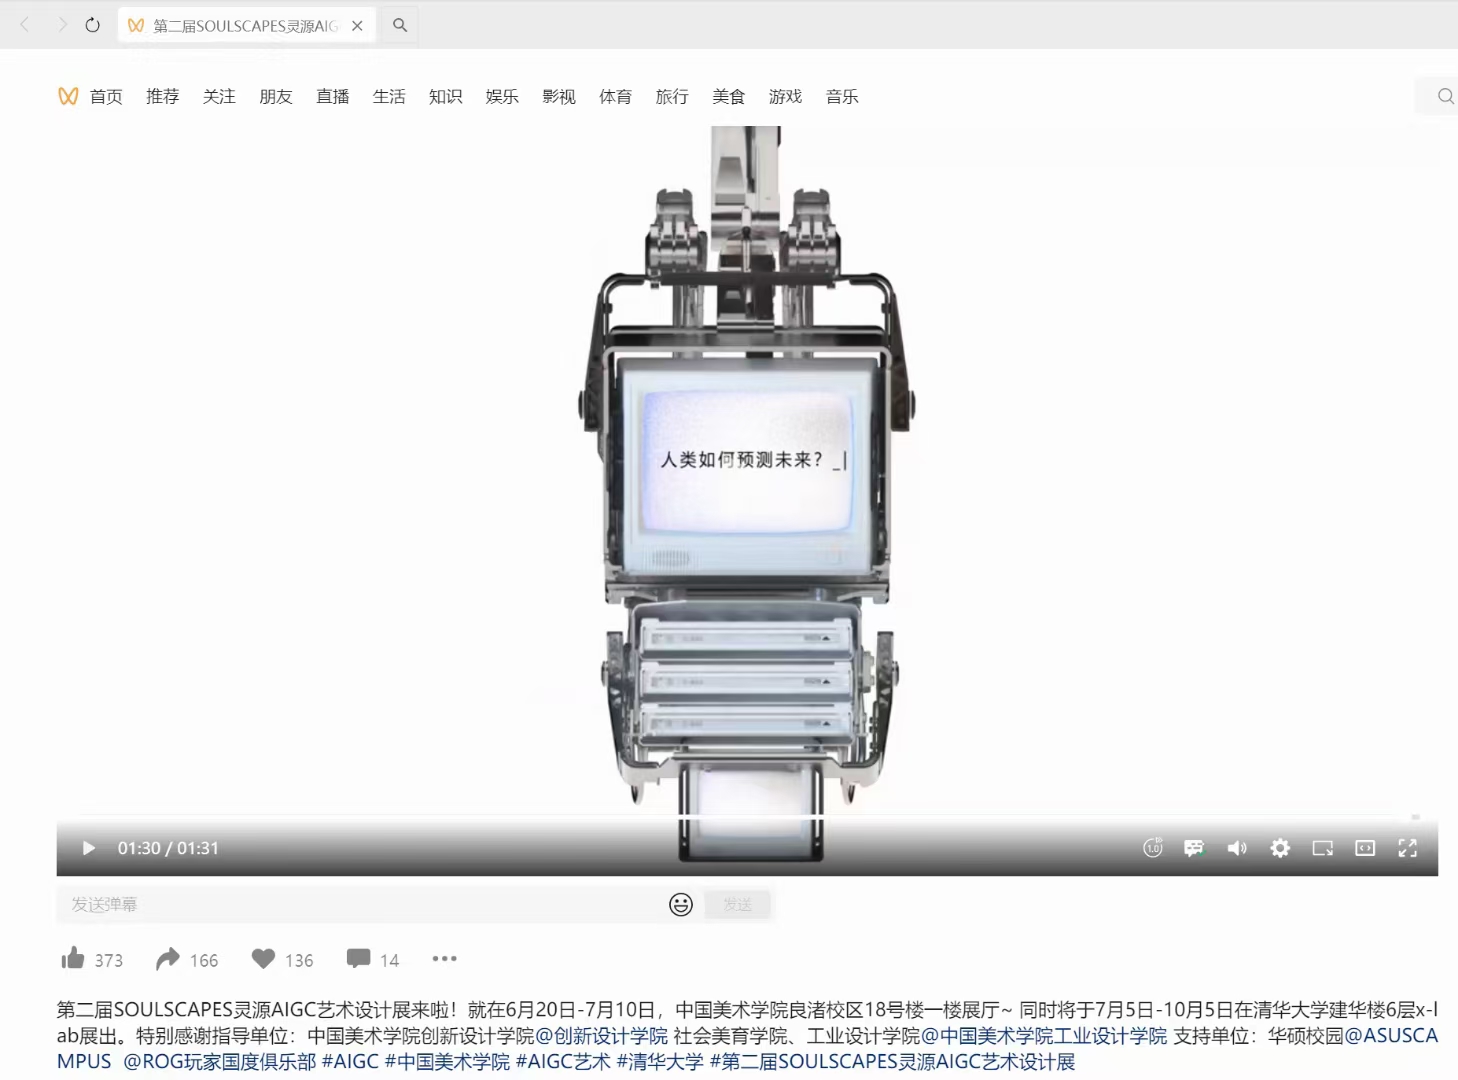 第二届SOULSCAPES灵源AIG
首页 推荐 关注 朋友 直播 生活 知识 娱乐 影视 体育 旅行 美食 游戏 音乐
人类如何预测未来？_|
01:30 / 01:31
1.0
发送弹幕 发送
373 166 136 14
第二届SOULSCAPES灵源AIGC艺术设计展来啦！就在6月20日-7月10日，中国美术学院良渚校区18号楼一楼展厅~ 同时将于7月5日-10月5日在清华大学建华楼6层x-l
ab展出。特别感谢指导单位：中国美术学院创新设计学院@创新设计学院 社会美育学院、工业设计学院@中国美术学院工业设计学院 支持单位：华硕校园@ASUSCA
MPUS @ROG玩家国度俱乐部 #AIGC #中国美术学院 #AIGC艺术 #清华大学 #第二届SOULSCAPES灵源AIGC艺术设计展